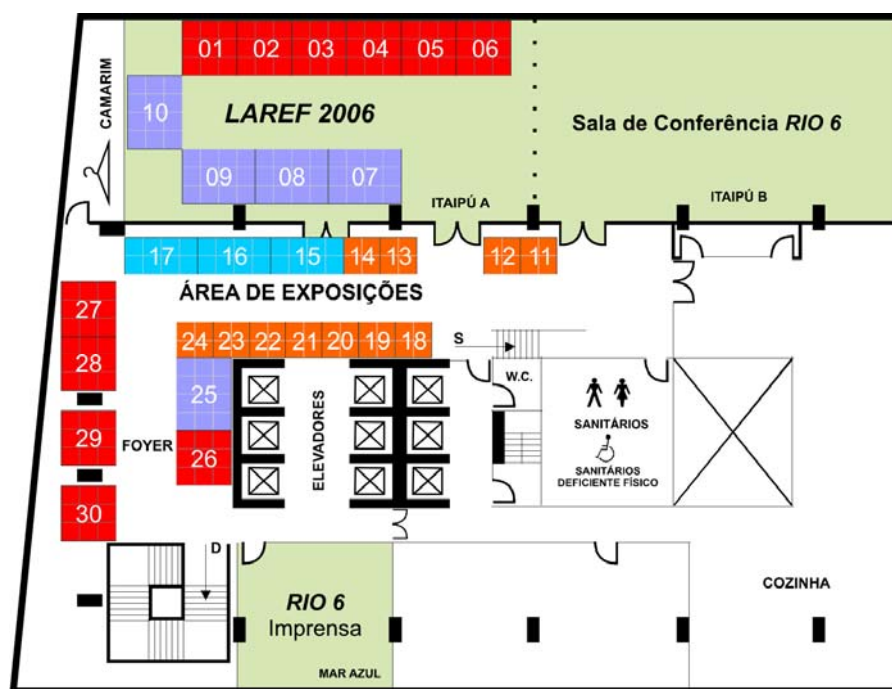 01 02 03 04 05 06
CAMARIM
10
LAREF 2006
Sala de Conferência RIO 6
09 08 07
ITAIPÚ A
ITAIPÚ B
17 16 15 14 13 12 11
ÁREA DE EXPOSIÇÕES
27
28
24 23 22 21 20 19 18
S
W.C.
25
ELEVADORES
29
FOYER
26
SANITÁRIOS
SANITÁRIOS
DEFICIENTE FÍSICO
30
D
RIO 6
Imprensa
MAR AZUL
COZINHA